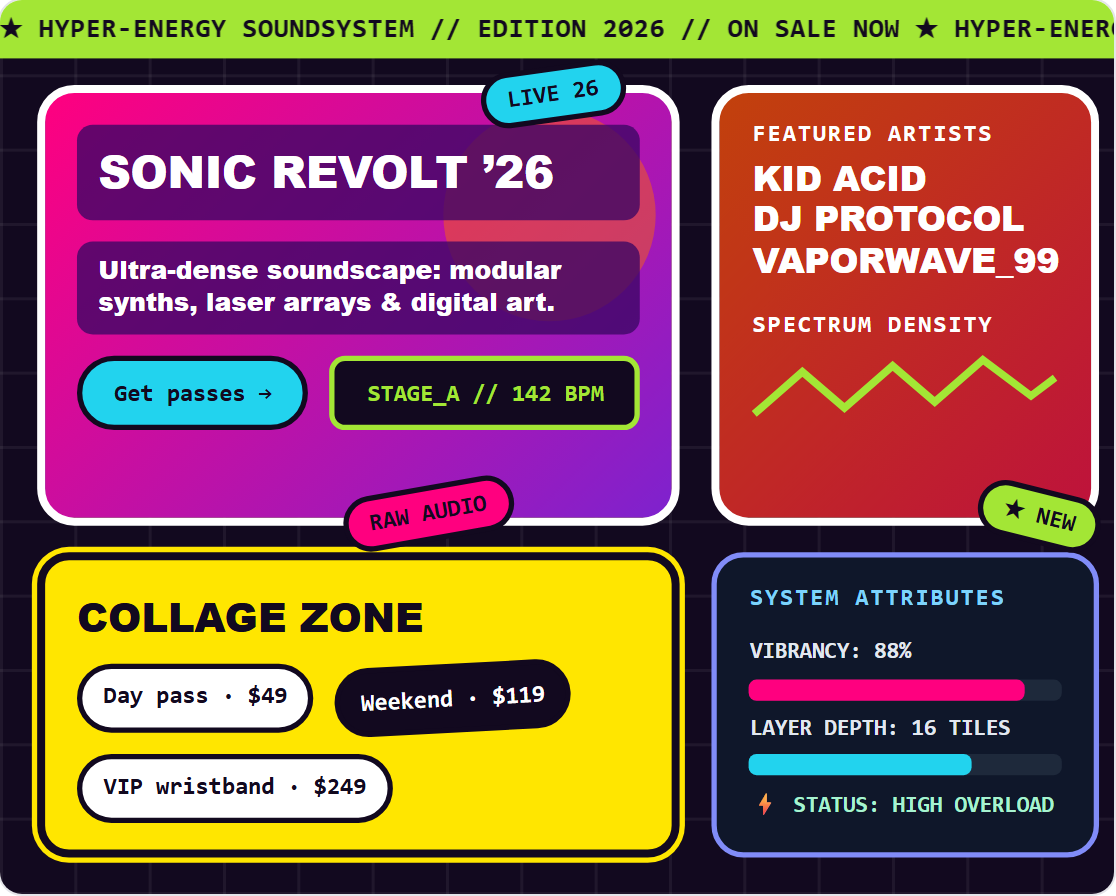 ★ HYPER-ENERGY SOUNDSYSTEM // EDITION 2026 // ON SALE NOW ★ HYPER-ENERG
LIVE 26
SONIC REVOLT ’26
Ultra-dense soundscape: modular
synths, laser arrays & digital art.
Get passes →
STAGE_A // 142 BPM
RAW AUDIO
FEATURED ARTISTS
KID ACID
DJ PROTOCOL
VAPORWAVE_99
SPECTRUM DENSITY
★ NEW
COLLAGE ZONE
Day pass · $49
Weekend · $119
VIP wristband · $249
SYSTEM ATTRIBUTES
VIBRANCY: 88%
LAYER DEPTH: 16 TILES
⚡ STATUS: HIGH OVERLOAD